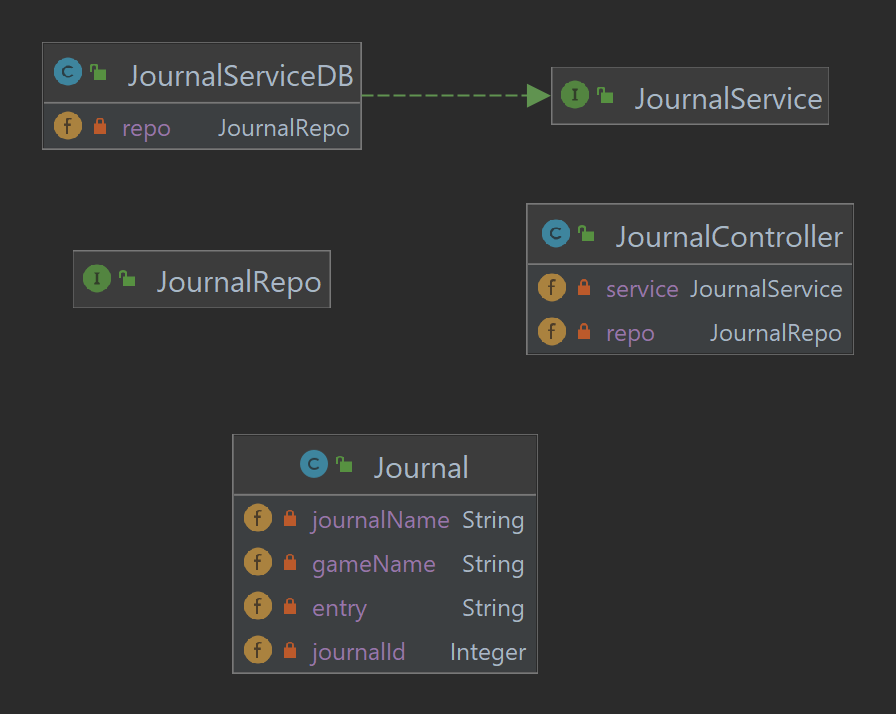 C JournalServiceDB
f repo JournalRepo
I JournalService
C JournalController
f service JournalService
f repo JournalRepo
I JournalRepo
C Journal
f journalName String
f gameName String
f entry String
f journalId Integer